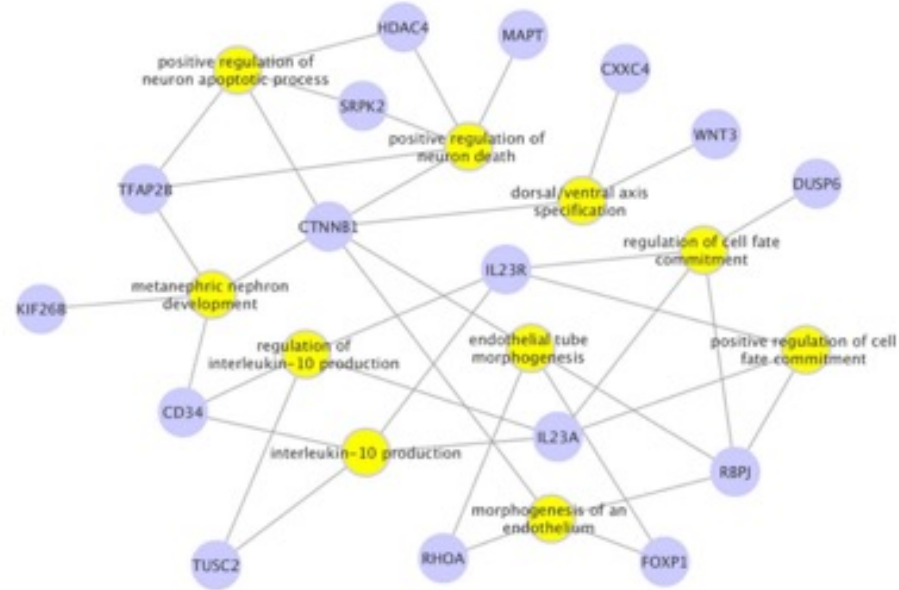 HDAC4
MAPT
positive regulation of
neuron apoptotic process
CXXC4
SRPK2
WNT3
positive regulation of
neuron death
TFAP2B
DUSP6
dorsal/ventral axis
specification
CTNNB1
regulation of cell fate
commitment
IL23R
metanephric nephron
development
KIF26B
regulation of
interleukin-10 production
endothelial tube
morphogenesis
positive regulation of cell
fate commitment
CD34
IL23A
interleukin-10 production
RBPJ
morphogenesis of an
endothelium
RHOA
FOXP1
TUSC2